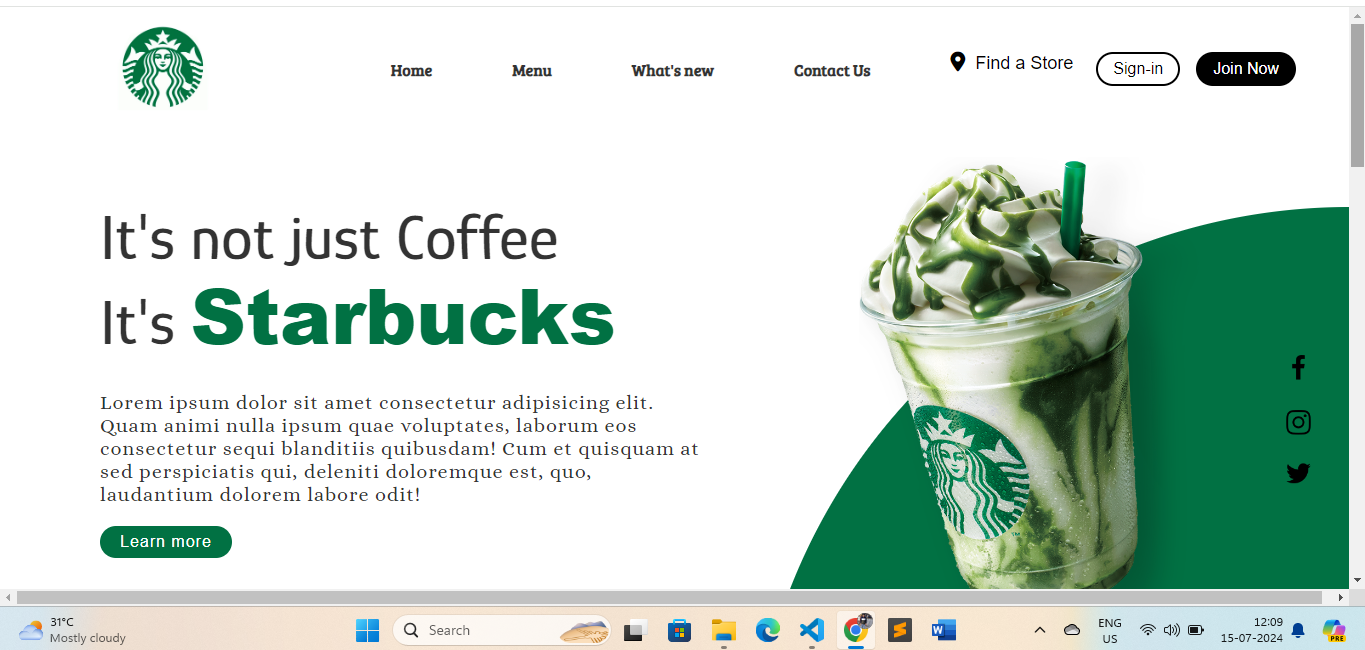 Home Menu What's new Contact Us Find a Store Sign-in Join Now
It's not just Coffee
It's Starbucks
Lorem ipsum dolor sit amet consectetur adipisicing elit.
Quam animi nulla ipsum quae voluptates, laborum eos
consectetur sequi blanditiis quibusdam! Cum et quisquam at
sed perspiciatis qui, deleniti doloremque est, quo,
laudantium dolorem labore odit!
Learn more
31°C
Mostly cloudy
Search
ENG
US
12:09
15-07-2024
PRE